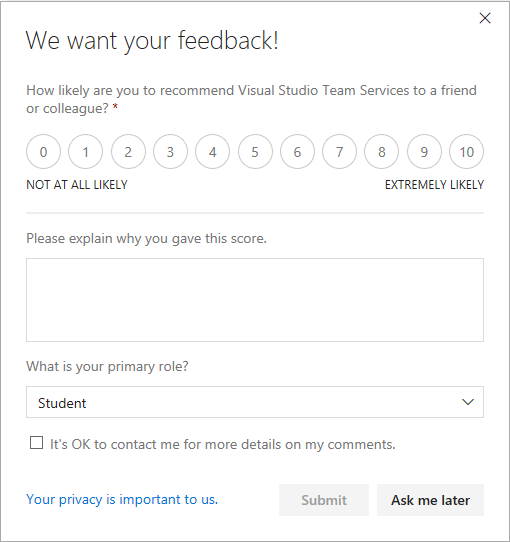 We want your feedback!
How likely are you to recommend Visual Studio Team Services to a friend
or colleague? *
0 1 2 3 4 5 6 7 8 9 10
NOT AT ALL LIKELY EXTREMELY LIKELY
Please explain why you gave this score.
What is your primary role?
Student
It's OK to contact me for more details on my comments.
Your privacy is important to us. Submit Ask me later